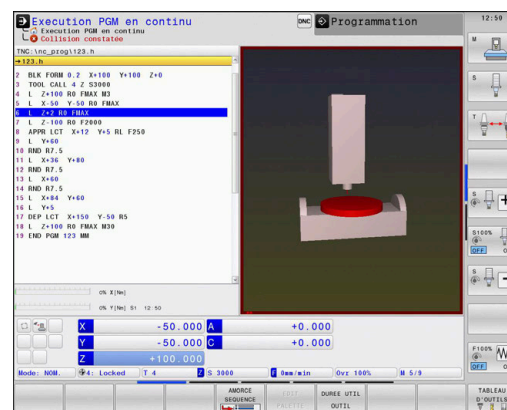 Execution PGM en continu
DNC
Programmation
12:50
Execution PGM en continu
Collision constatée
TNC:\nc_prog\123.h
→123.h
2 BLK FORM 0.2 X+100 Y+100 Z+0
3 TOOL CALL 4 Z S3000
4 L Z+100 R0 FMAX M3
5 L X-50 Y-50 R0 FMAX
6 L Z+2 R0 FMAX
7 L Z-100 R0 F2000
8 APPR LCT X+12 Y+5 RL F250
9 L Y+60
10 RND R7.5
11 L X+36 Y+80
12 RND R7.5
13 L X+60
14 RND R7.5
15 L X+84 Y+60
16 L Y+5
17 DEP LCT X+150 Y-50 R5
18 L Z+100 R0 FMAX M30
19 END PGM 123 MM
0% X[Nm]
0% Y[Nm] S1 12:50
X -50.000 A +0.000
Y -50.000 C +0.000
Z +100.000
Mode: NOM. 4: Locked T 4 Z S 3000 F 0mm/min Ovr 100% M 5/9
M
S
T
S
S100%
OFF
S
F100%
OFF
AMORCE
SEQUENCE
EDIT
PALETTE
DUREE UTIL
OUTIL
TABLEAU
D'OUTILS